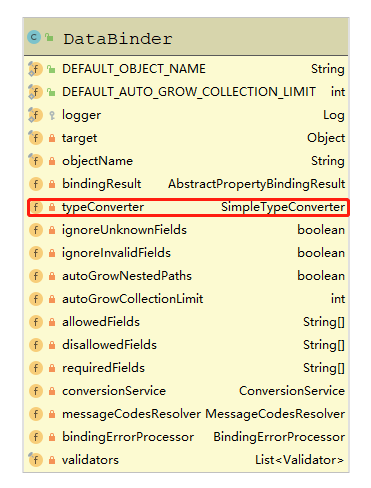 C DataBinder
f DEFAULT_OBJECT_NAME String
f DEFAULT_AUTO_GROW_COLLECTION_LIMIT int
f logger Log
f target Object
f objectName String
f bindingResult AbstractPropertyBindingResult
f typeConverter SimpleTypeConverter
f ignoreUnknownFields boolean
f ignoreInvalidFields boolean
f autoGrowNestedPaths boolean
f autoGrowCollectionLimit int
f allowedFields String[]
f disallowedFields String[]
f requiredFields String[]
f conversionService ConversionService
f messageCodesResolver MessageCodesResolver
f bindingErrorProcessor BindingErrorProcessor
f validators List<Validator>